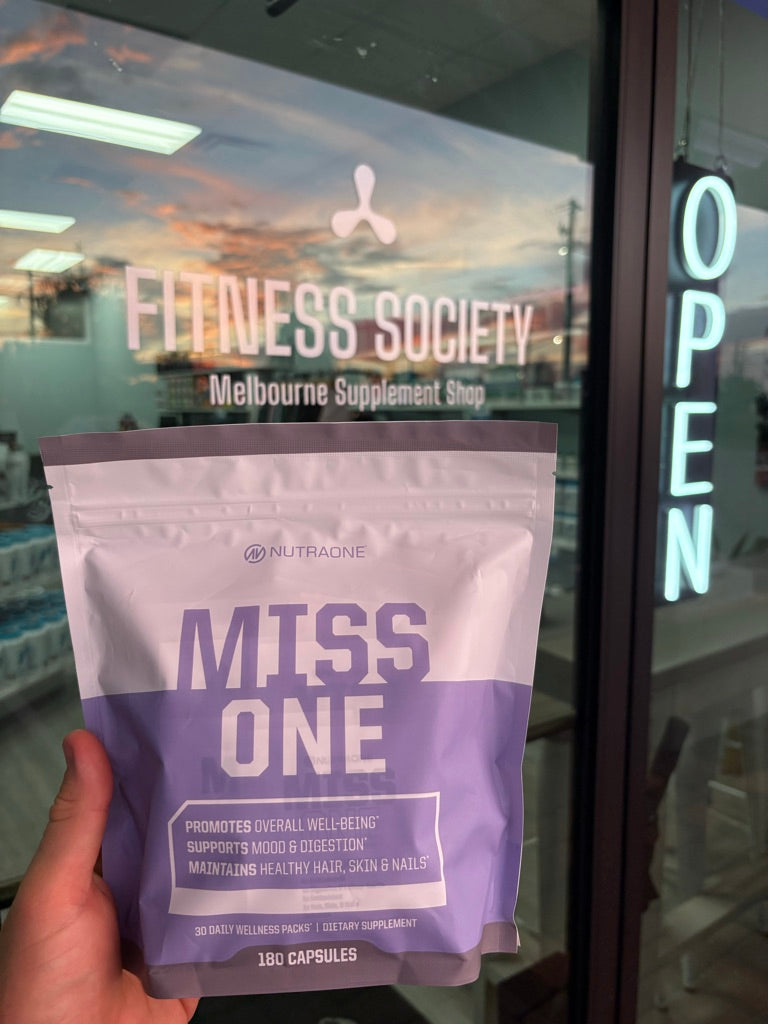 FITNESS SOCIETY
Melbourne Supplement Shop
OPEN
NUTRAONE
MISS
ONE
PROMOTES OVERALL WELL-BEING*
SUPPORTS MOOD & DIGESTION*
MAINTAINS HEALTHY HAIR, SKIN & NAILS*
30 DAILY WELLNESS PACKS* | DIETARY SUPPLEMENT
180 CAPSULES